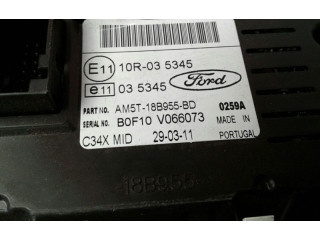 E11 10R-03 5345
e11 03 5345
Ford
PART NO. AM5T-18B955-BD 0259A
SERIAL NO. B0F10 V066073 MADE IN
C34X MID 29-03-11 PORTUGAL
18B955